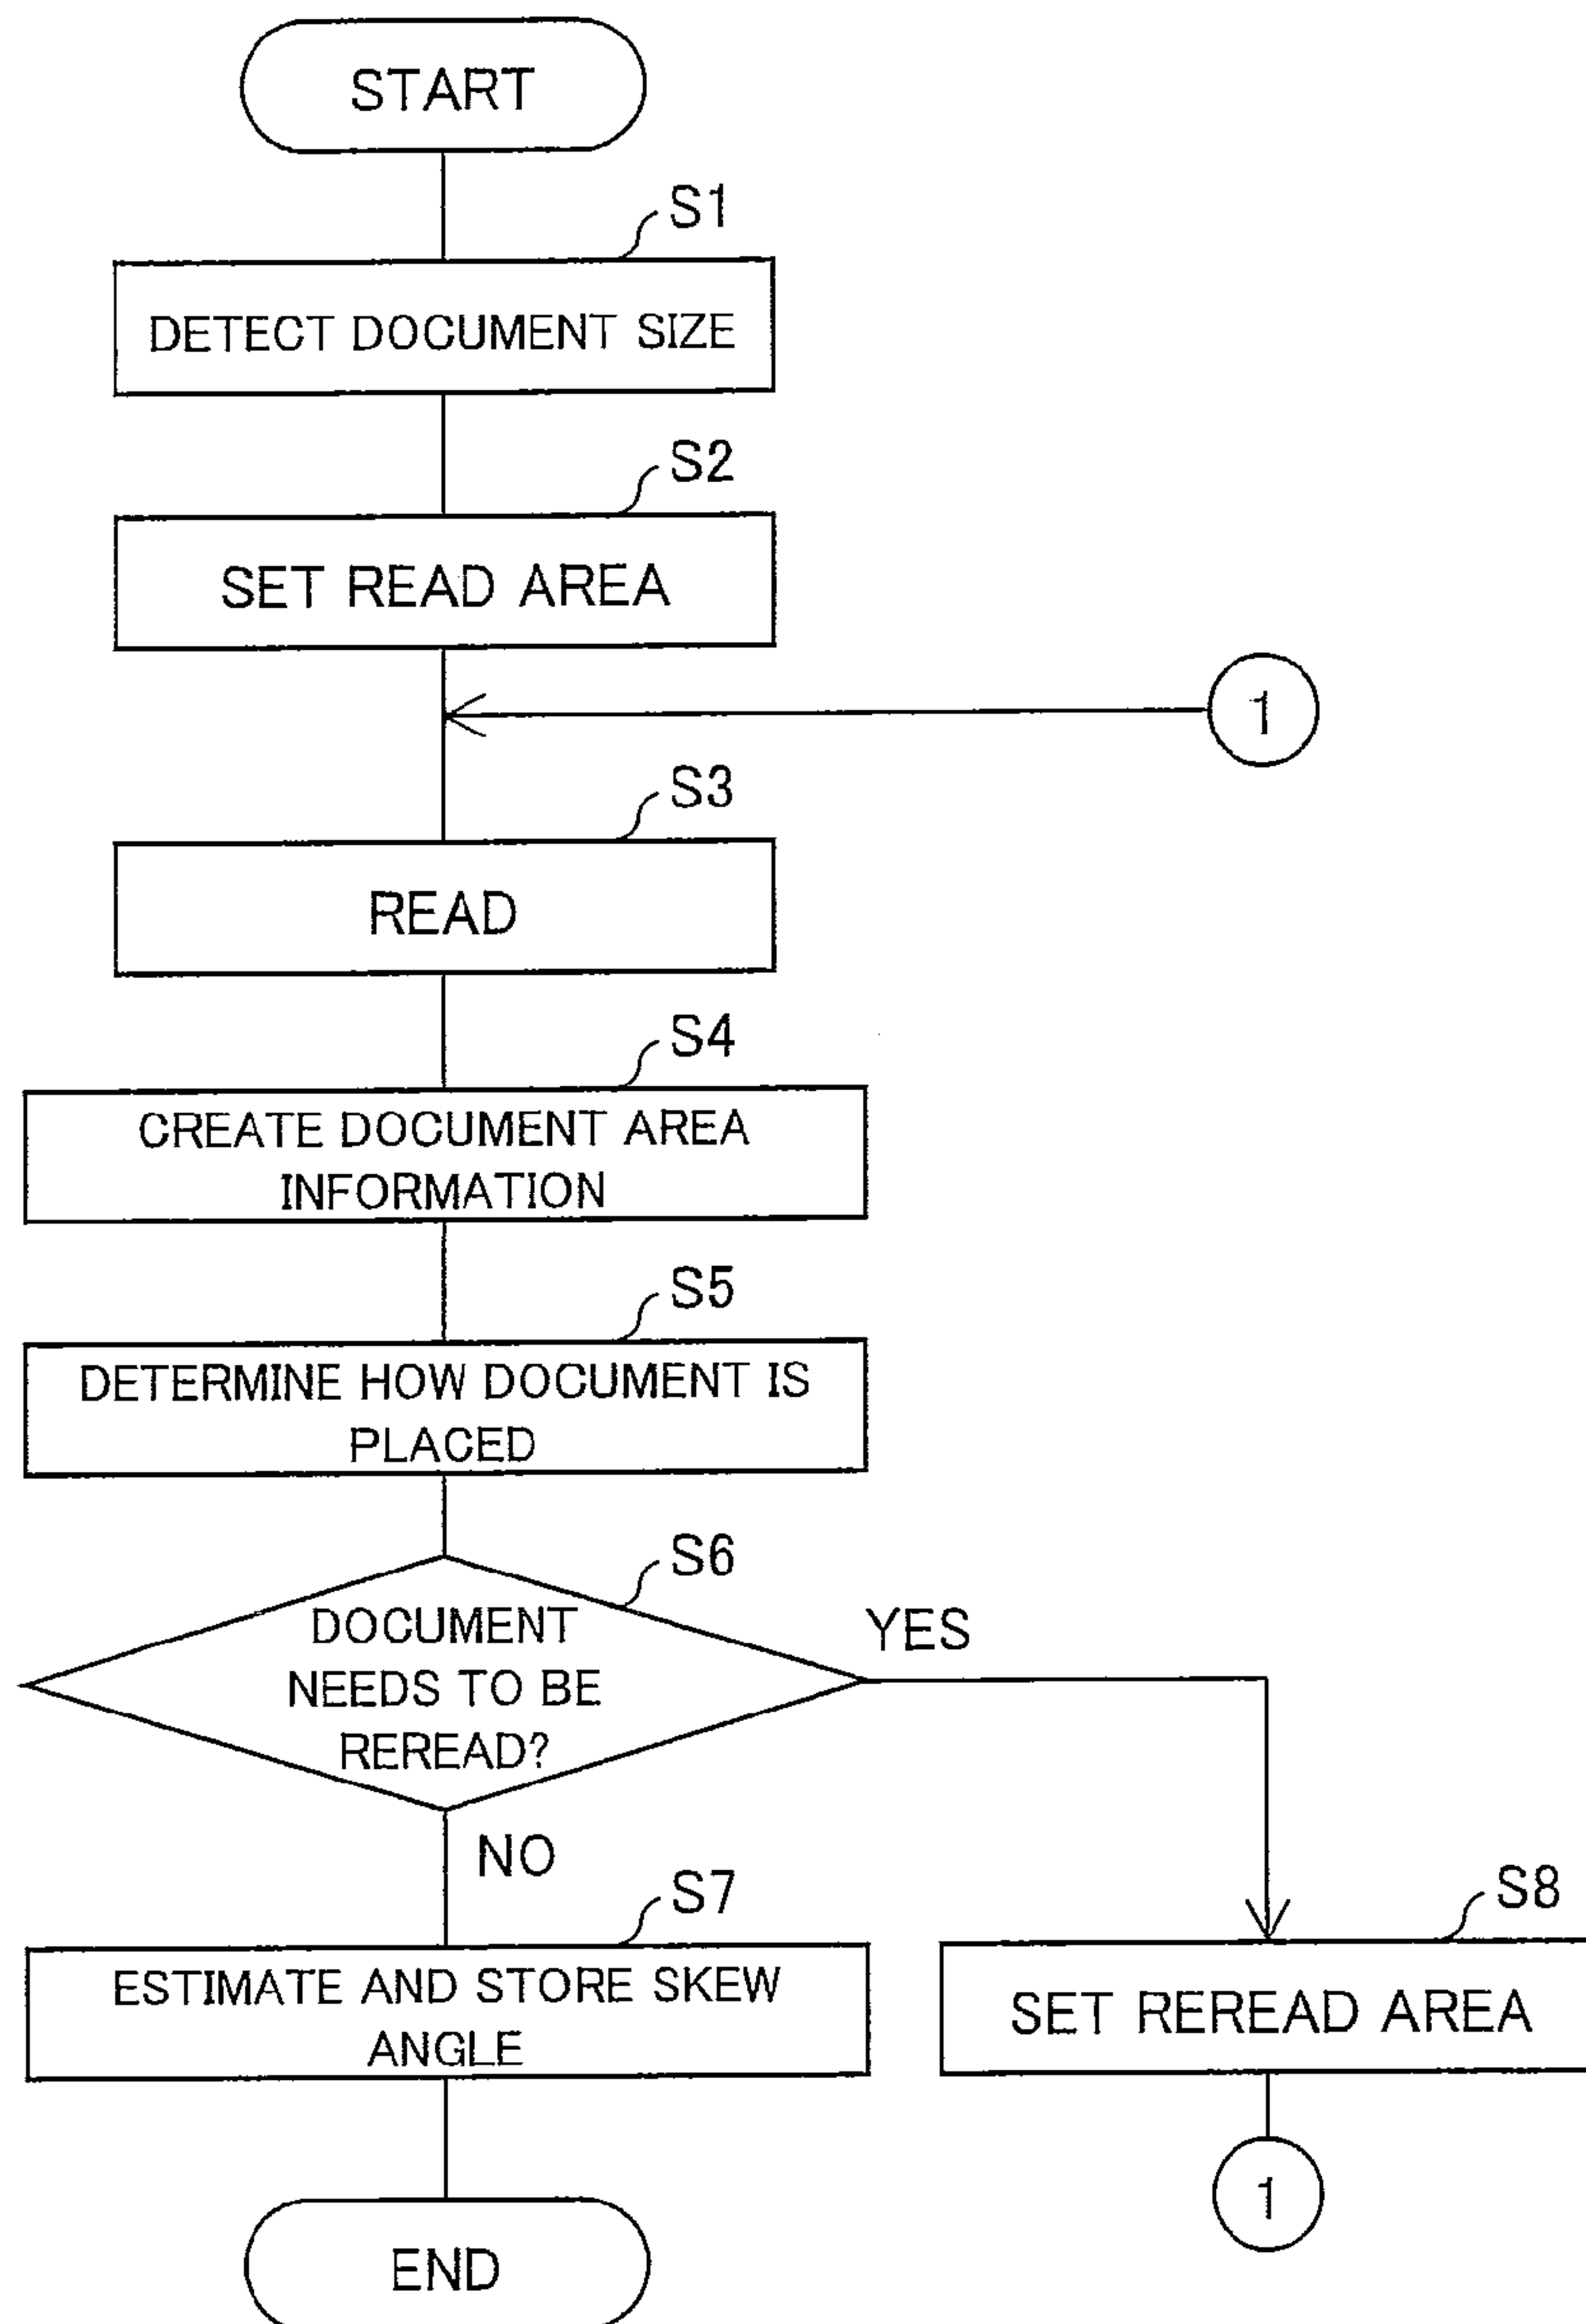 START
S1
DETECT DOCUMENT SIZE
S2
SET READ AREA
1
S3
READ
S4
CREATE DOCUMENT AREA
INFORMATION
S5
DETERMINE HOW DOCUMENT IS
PLACED
S6
DOCUMENT
NEEDS TO BE
REREAD?
YES
NO
S7
ESTIMATE AND STORE SKEW
ANGLE
S8
SET REREAD AREA
1
END